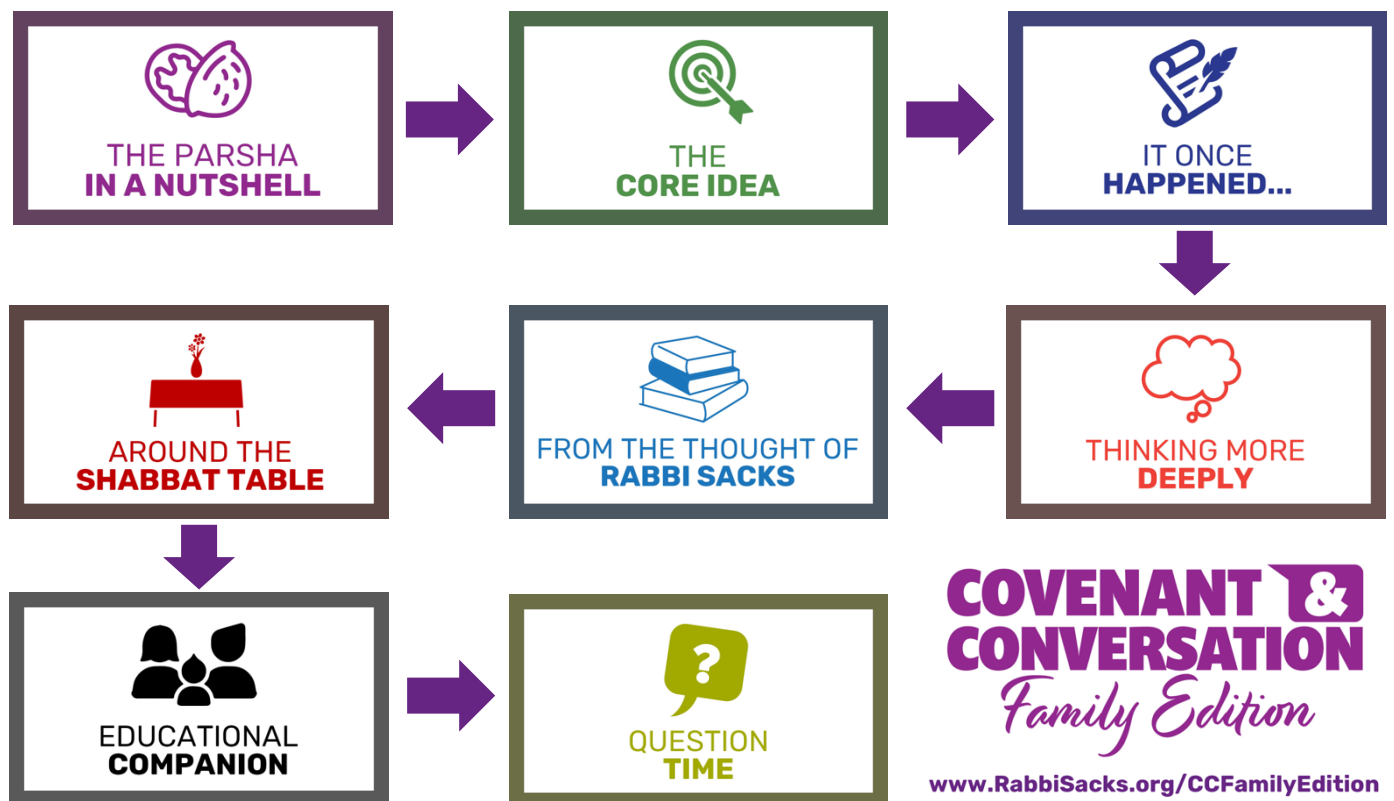 THE PARSHA
IN A NUTSHELL
THE
CORE IDEA
IT ONCE
HAPPENED...
THINKING MORE
DEEPLY
FROM THE THOUGHT OF
RABBI SACKS
AROUND THE
SHABBAT TABLE
EDUCATIONAL
COMPANION
?
QUESTION
TIME
COVENANT &
CONVERSATION
Family Edition
www.RabbiSacks.org/CCFamilyEdition